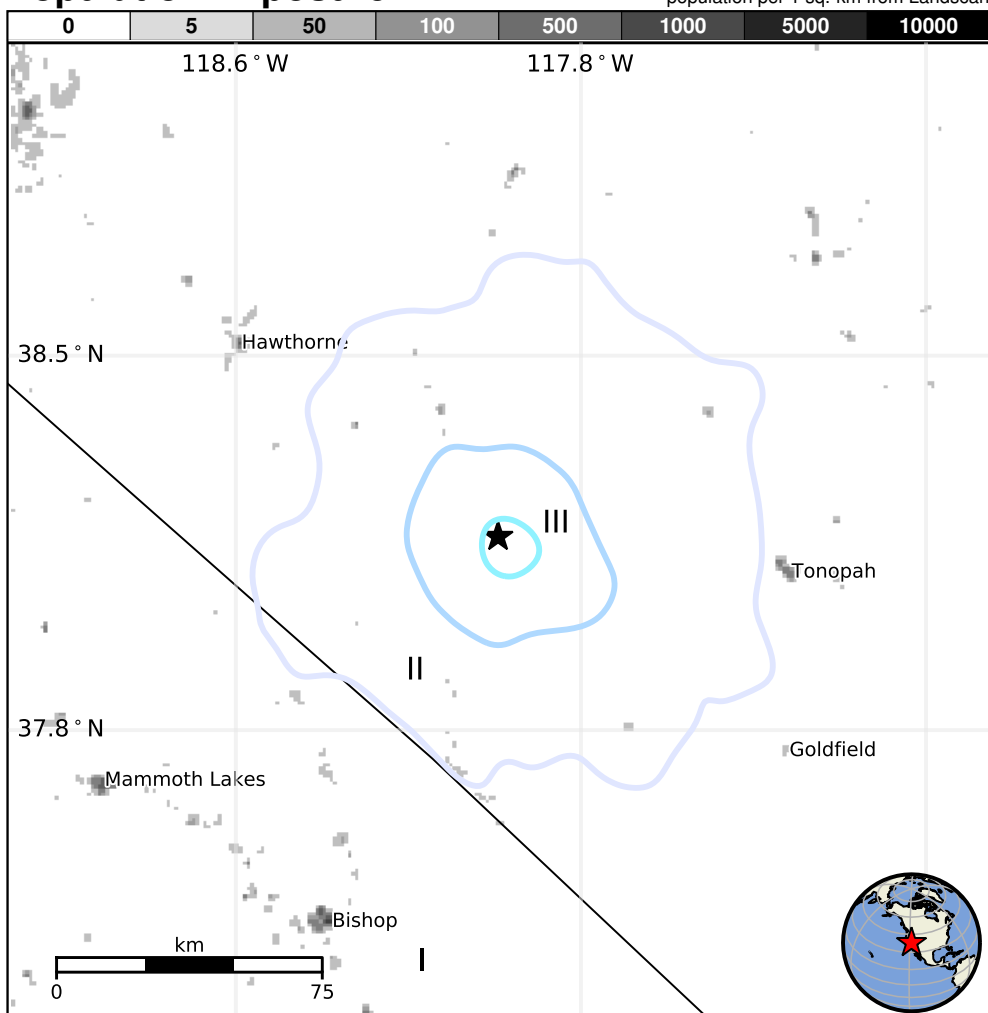 population per 1 sq. km from Landscan
0 5 50 100 500 1000 5000 10000
118.6°W 117.8°W
Hawthorne
38.5°N
III
Tonopah
II
37.8°N
Goldfield
Mammoth Lakes
Bishop
km
I
0 75